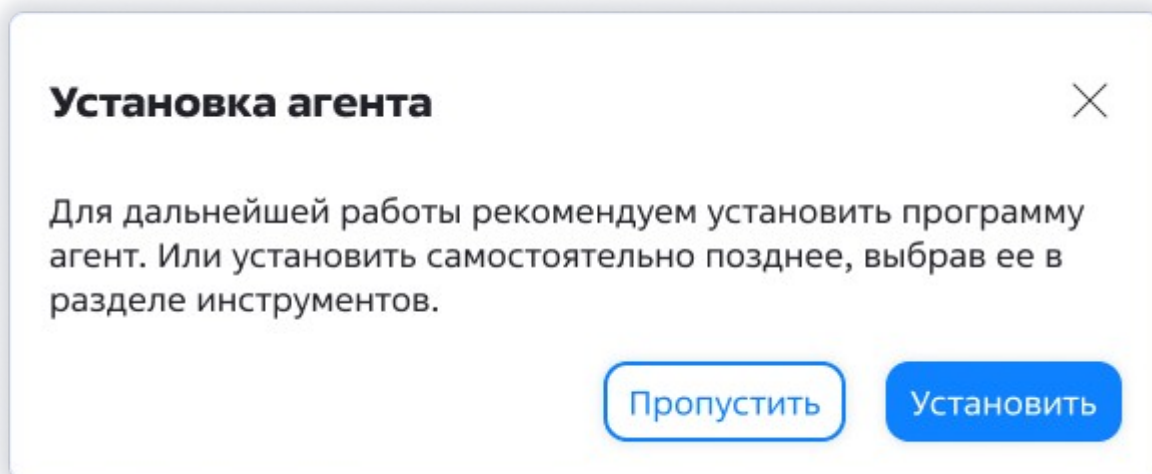 Установка агента
Для дальнейшей работы рекомендуем установить программу
агент. Или установить самостоятельно позднее, выбрав ее в
разделе инструментов.
Пропустить Установить